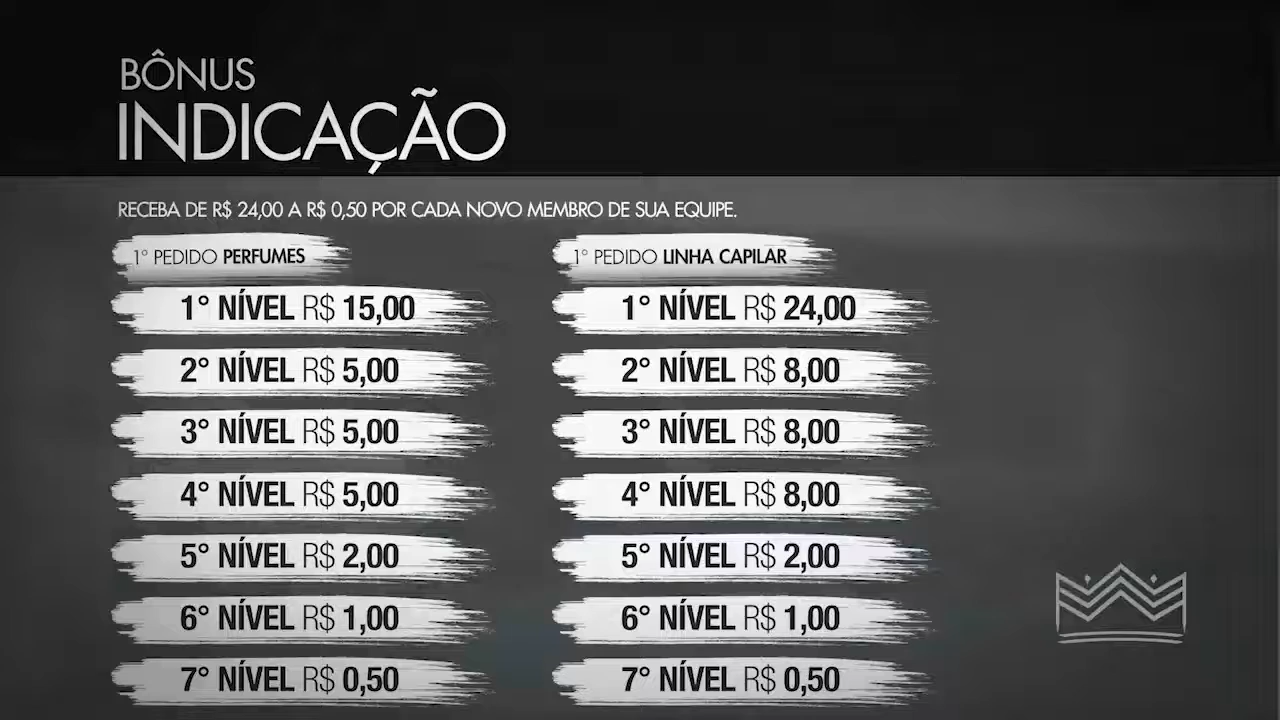 BÔNUS
INDICAÇÃO
RECEBA DE R$ 24,00 A R$ 0,50 POR CADA NOVO MEMBRO DE SUA EQUIPE.
1° PEDIDO PERFUMES
1° NÍVEL R$ 15,00
2° NÍVEL R$ 5,00
3° NÍVEL R$ 5,00
4° NÍVEL R$ 5,00
5° NÍVEL R$ 2,00
6° NÍVEL R$ 1,00
7° NÍVEL R$ 0,50
1° PEDIDO LINHA CAPILAR
1° NÍVEL R$ 24,00
2° NÍVEL R$ 8,00
3° NÍVEL R$ 8,00
4° NÍVEL R$ 8,00
5° NÍVEL R$ 2,00
6° NÍVEL R$ 1,00
7° NÍVEL R$ 0,50